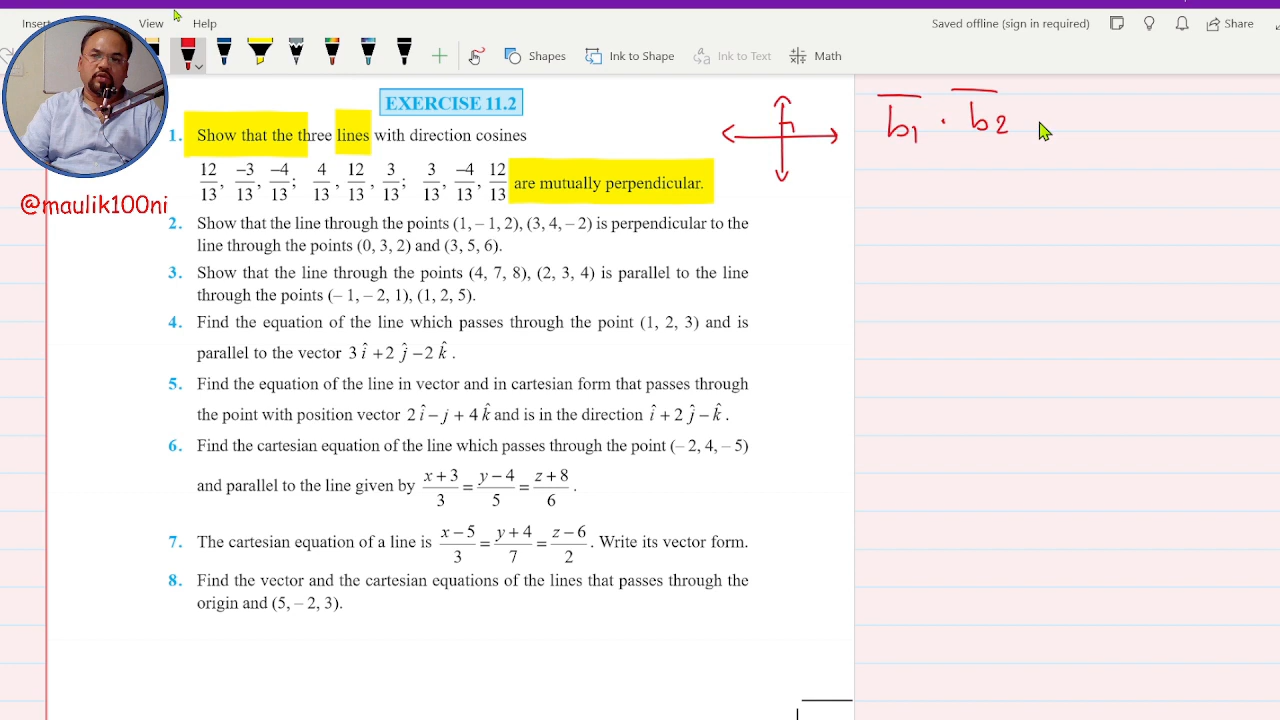 Insert View Help Saved offline (sign in required) Share
Shapes Ink to Shape Ink to Text Math
EXERCISE 11.2
b1 . b2
1. Show that the three lines with direction cosines
12/13, −3/13, −4/13; 4/13, 12/13, 3/13; 3/13, −4/13, 12/13 are mutually perpendicular.
@maulik100ni
2. Show that the line through the points (1, – 1, 2), (3, 4, – 2) is perpendicular to the
line through the points (0, 3, 2) and (3, 5, 6).
3. Show that the line through the points (4, 7, 8), (2, 3, 4) is parallel to the line
through the points (– 1, – 2, 1), (1, 2, 5).
4. Find the equation of the line which passes through the point (1, 2, 3) and is
parallel to the vector 3 î + 2 ĵ − 2 k̂ .
5. Find the equation of the line in vector and in cartesian form that passes through
the point with position vector 2 î − j + 4 k̂ and is in the direction î + 2 ĵ − k̂ .
6. Find the cartesian equation of the line which passes through the point (– 2, 4, – 5)
and parallel to the line given by (x + 3)/3 = (y − 4)/5 = (z + 8)/6 .
7. The cartesian equation of a line is (x − 5)/3 = (y + 4)/7 = (z − 6)/2 . Write its vector form.
8. Find the vector and the cartesian equations of the lines that passes through the
origin and (5, – 2, 3).